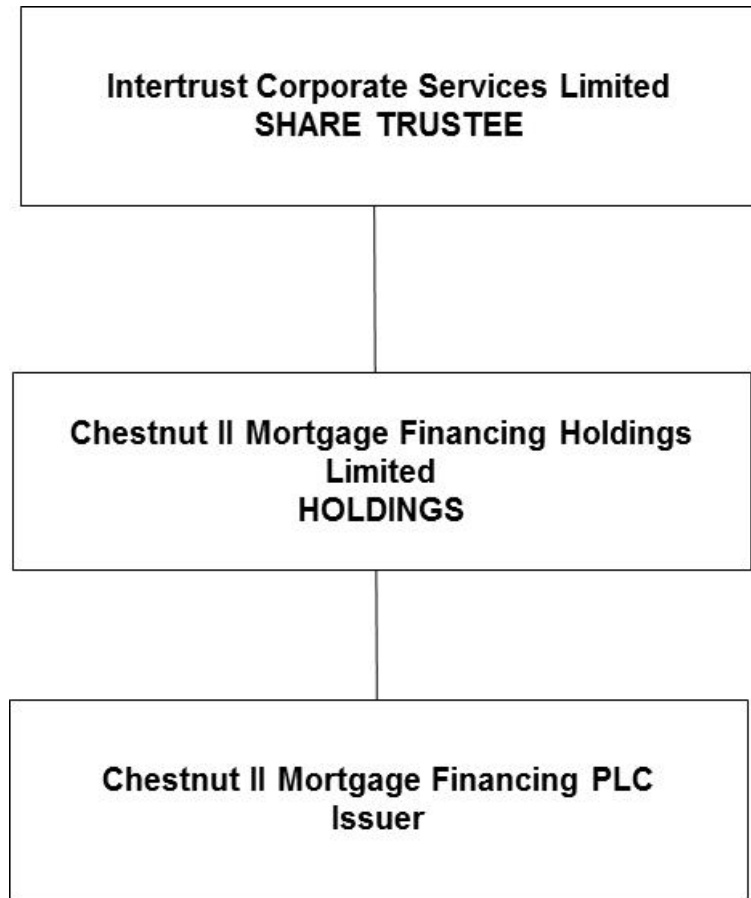 Intertrust Corporate Services Limited
SHARE TRUSTEE
Chestnut II Mortgage Financing Holdings
Limited
HOLDINGS
Chestnut II Mortgage Financing PLC
Issuer